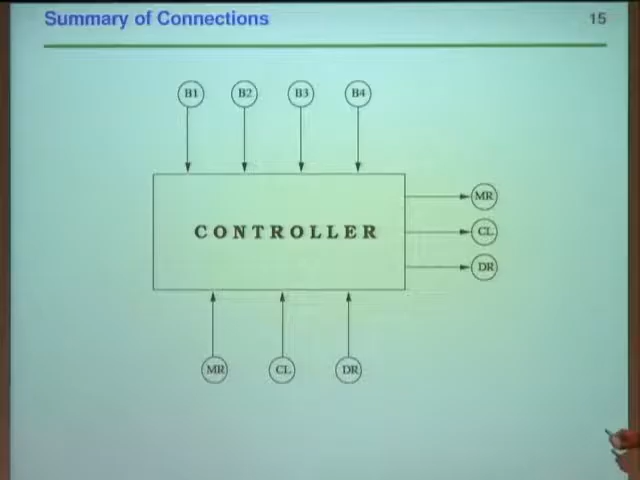 Summary of Connections 15
B1 B2 B3 B4
MR
CONTROLLER
CL
DR
MR CL DR